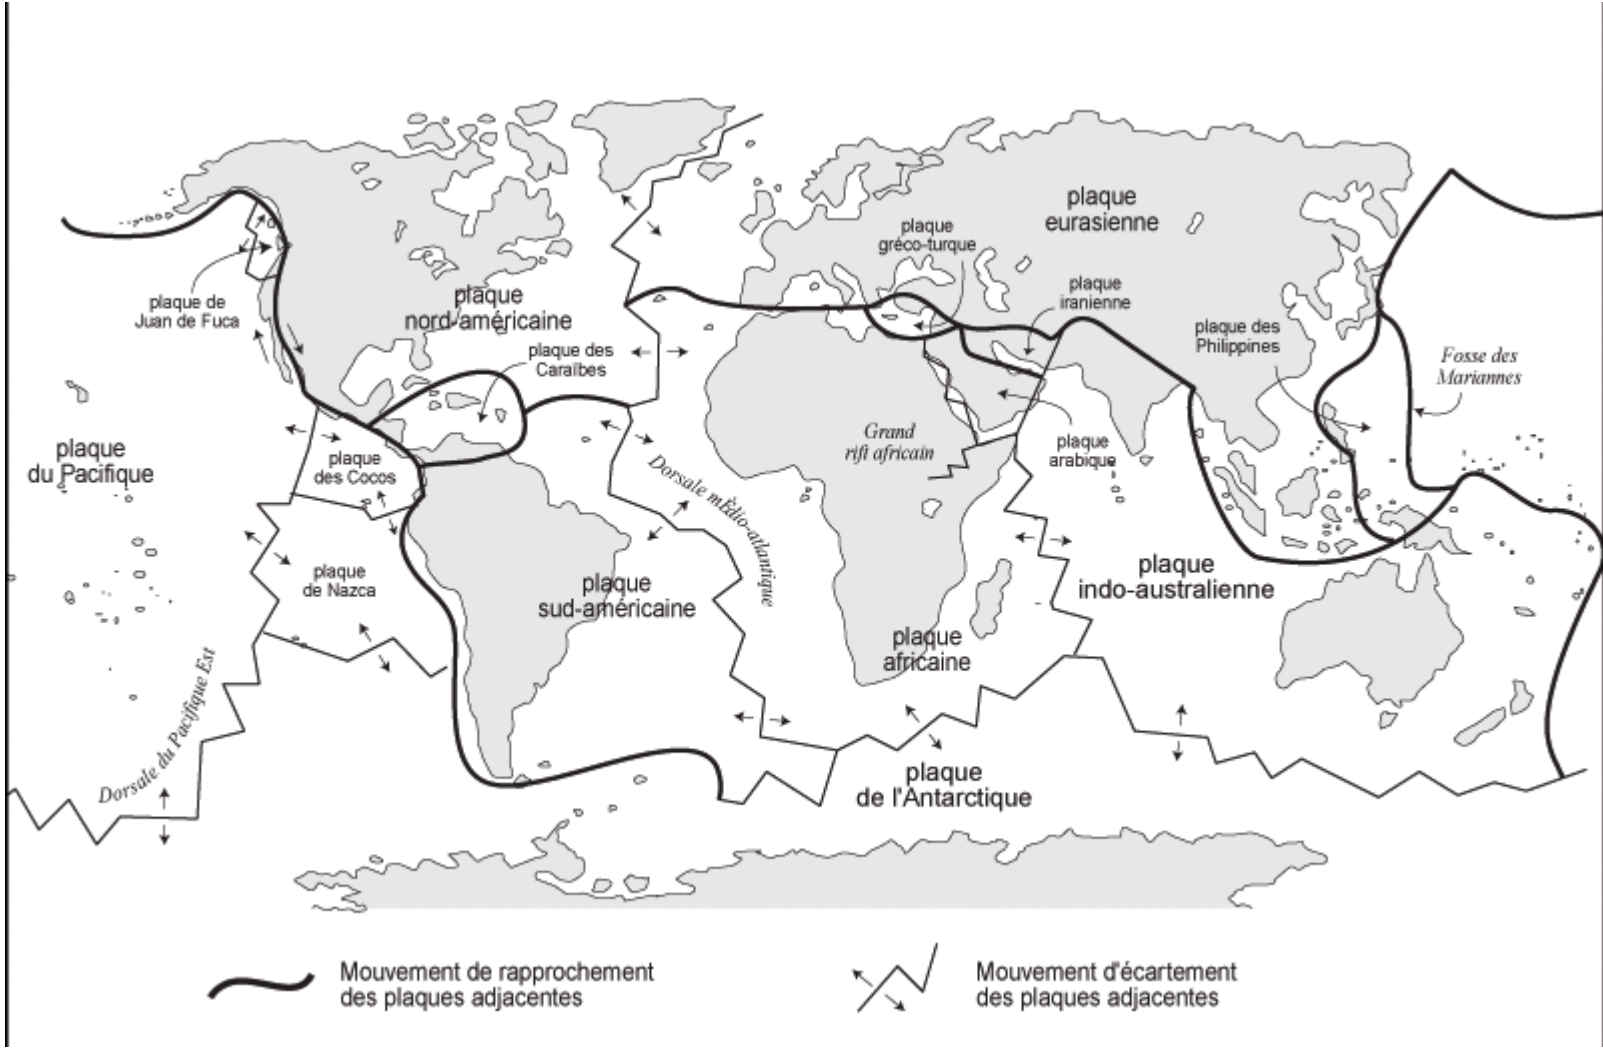 plaque
eurasienne
plaque
gréco-turque
plaque
iranienne
plaque de
Juan de Fuca
plaque
nord-américaine
plaque des
Caraïbes
plaque des
Philippines
Fosse des
Mariannes
plaque
du Pacifique
plaque
des Cocos
Dorsale mÈdio-atlantique
Grand
rift africain
plaque
arabique
plaque
de Nazca
plaque
sud-américaine
plaque
indo-australienne
plaque
africaine
Dorsale du Pacifique Est
plaque
de l'Antarctique
Mouvement de rapprochement
des plaques adjacentes
Mouvement d'écartement
des plaques adjacentes